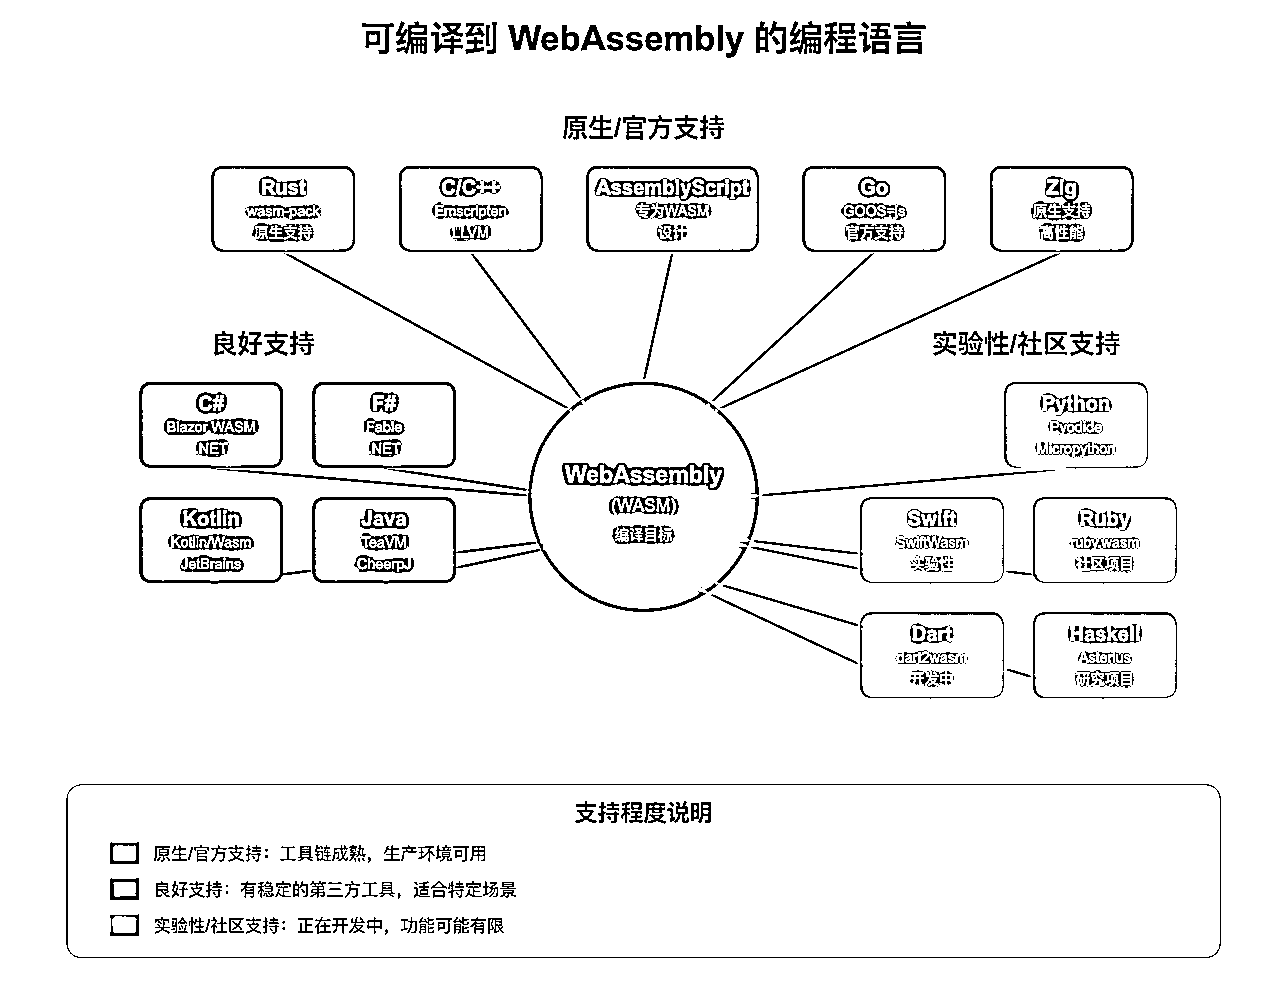 可编译到 WebAssembly 的编程语言
原生/官方支持
Rust
wasm-pack
原生支持
C/C++
Emscripten
LLVM
AssemblyScript
专为WASM
设计
Go
GOOS=js
官方支持
Zig
原生支持
高性能
良好支持
C#
Blazor WASM
.NET
F#
Fable
.NET
Kotlin
Kotlin/Wasm
JetBrains
Java
TeaVM
CheerpJ
WebAssembly
(WASM)
编译目标
实验性/社区支持
Python
Pyodide
Micropython
Swift
SwiftWasm
实验性
Ruby
ruby.wasm
社区项目
Dart
dart2wasm
开发中
Haskell
Asterius
研究项目
支持程度说明
原生/官方支持：工具链成熟，生产环境可用
良好支持：有稳定的第三方工具，适合特定场景
实验性/社区支持：正在开发中，功能可能有限